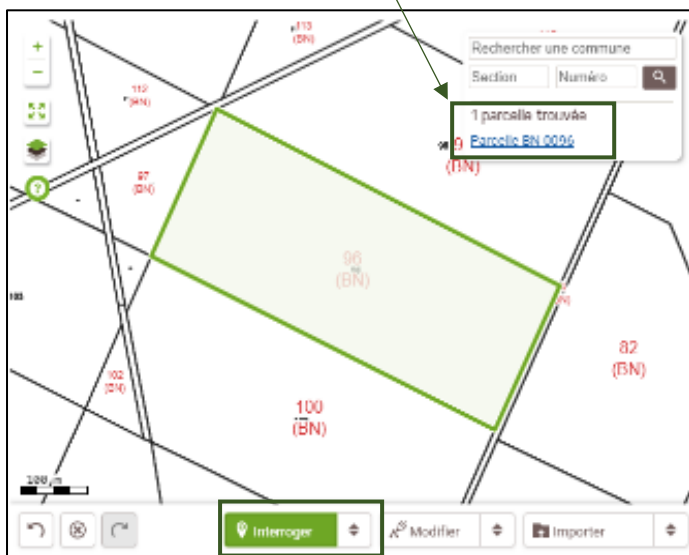 113
Rechercher une commune
Section Numéro
1 parcelle trouvée
Parcelle BN 0096
112
(BN)
9
(BN)
97
(BN)
96
(BN)
82
(BN)
102
(BN)
100
(BN)
100 m
Interroger Modifier Importer